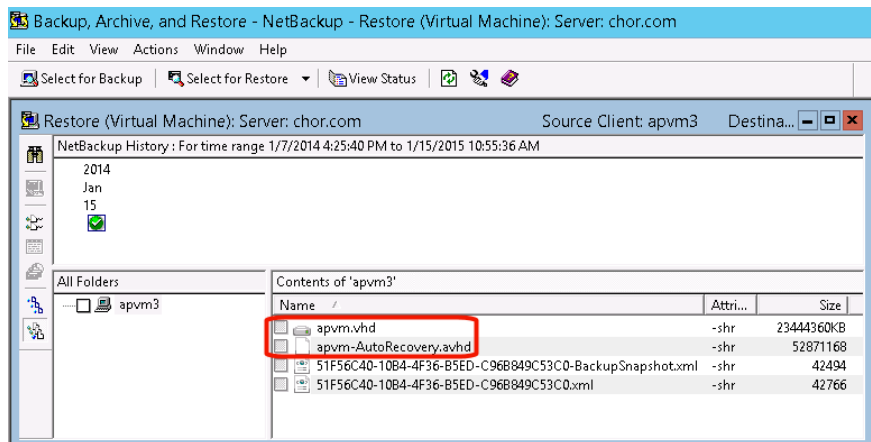 Backup, Archive, and Restore - NetBackup - Restore (Virtual Machine): Server: chor.com
File Edit View Actions Window Help
Select for Backup Select for Restore View Status
Restore (Virtual Machine): Server: chor.com Source Client: apvm3 Destina...
NetBackup History : For time range 1/7/2014 4:25:40 PM to 1/15/2015 10:55:36 AM
2014
Jan
15
All Folders Contents of 'apvm3'
apvm3 Name Attri... Size
apvm.vhd -shr 23444360KB
apvm-AutoRecovery.avhd -shr 52871168
51F56C40-10B4-4F36-B5ED-C96B849C53C0-BackupSnapshot.xml -shr 42494
51F56C40-10B4-4F36-B5ED-C96B849C53C0.xml -shr 42766